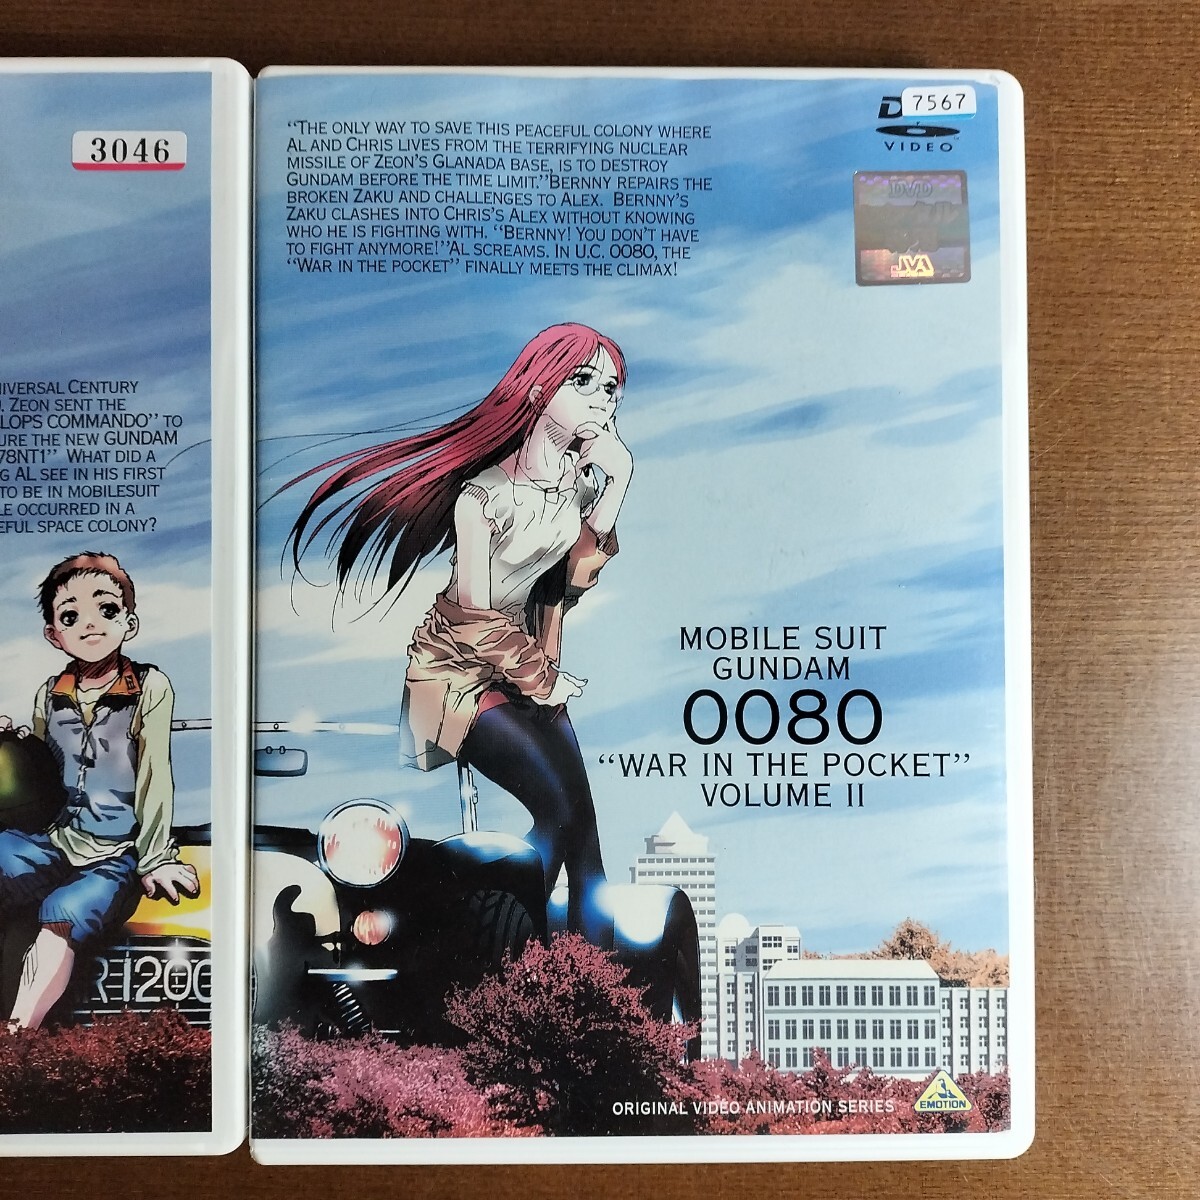 3046
NIVERSAL CENTURY
. ZEON SENT THE
LOPS COMMANDO" TO
URE THE NEW GUNDAM
78NT1" WHAT DID A
G AL SEE IN HIS FIRST
TO BE IN MOBILESUIT
LE OCCURRED IN A
EFUL SPACE COLONY?
R1200
"THE ONLY WAY TO SAVE THIS PEACEFUL COLONY WHERE
AL AND CHRIS LIVES FROM THE TERRIFYING NUCLEAR
MISSILE OF ZEON'S GLANADA BASE, IS TO DESTROY
GUNDAM BEFORE THE TIME LIMIT."BERNNY REPAIRS THE
BROKEN ZAKU AND CHALLENGES TO ALEX. BERNNY'S
ZAKU CLASHES INTO CHRIS'S ALEX WITHOUT KNOWING
WHO HE IS FIGHTING WITH. "BERNNY! YOU DON'T HAVE
TO FIGHT ANYMORE!"AL SCREAMS. IN U.C. 0080, THE
"WAR IN THE POCKET" FINALLY MEETS THE CLIMAX!
7567
VIDEO
DVD
JVA
MOBILE SUIT
GUNDAM
0080
"WAR IN THE POCKET"
VOLUME II
ORIGINAL VIDEO ANIMATION SERIES
EMOTION